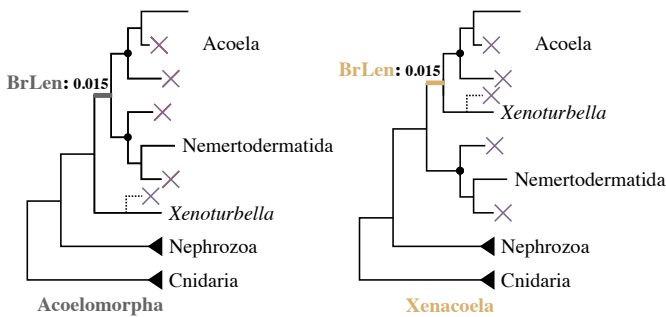 Acoela
BrLen: 0.015
Nemertodermatida
Xenoturbella
Nephrozoa
Cnidaria
Acoelomorpha
Acoela
BrLen: 0.015
Xenoturbella
Nemertodermatida
Nephrozoa
Cnidaria
Xenacoela